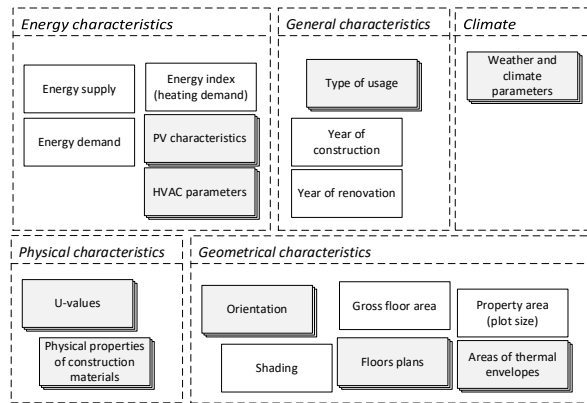 Energy characteristics
Energy supply
Energy index
(heating demand)
Energy demand
PV characteristics
HVAC parameters
General characteristics
Type of usage
Year of
construction
Year of renovation
Climate
Weather and
climate
parameters
Physical characteristics
U-values
Physical properties
of construction
materials
Geometrical characteristics
Orientation
Gross floor area
Property area
(plot size)
Shading
Floors plans
Areas of thermal
envelopes